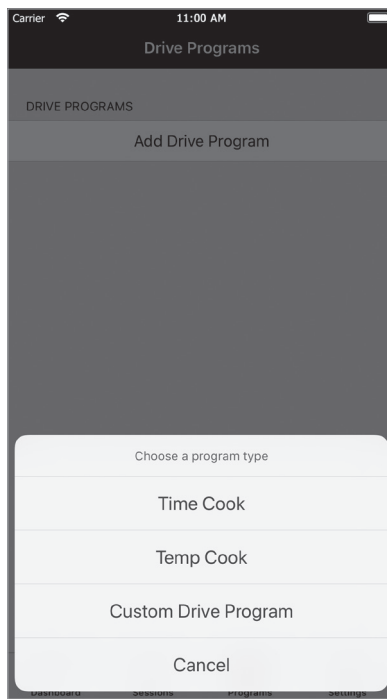 Carrier 11:00 AM
Drive Programs
DRIVE PROGRAMS
Add Drive Program
Choose a program type
Time Cook
Temp Cook
Custom Drive Program
Cancel
Dashboard Sessions Programs Settings